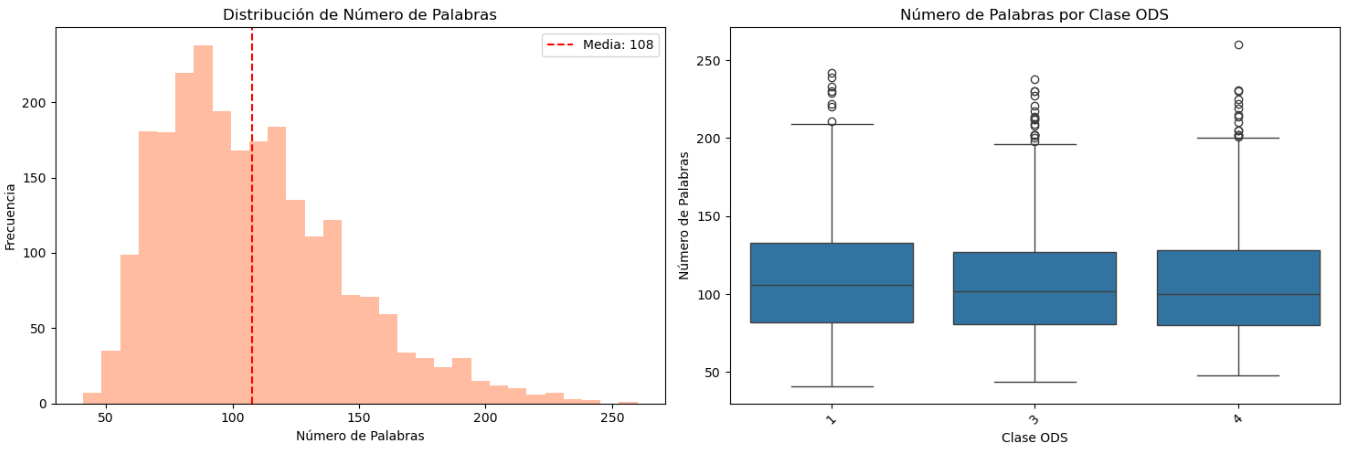 Distribución de Número de Palabras
Media: 108
Frecuencia
200
150
100
50
0
50
100
150
200
250
Número de Palabras
Número de Palabras por Clase ODS
Número de Palabras
250
200
150
100
50
1
3
4
Clase ODS